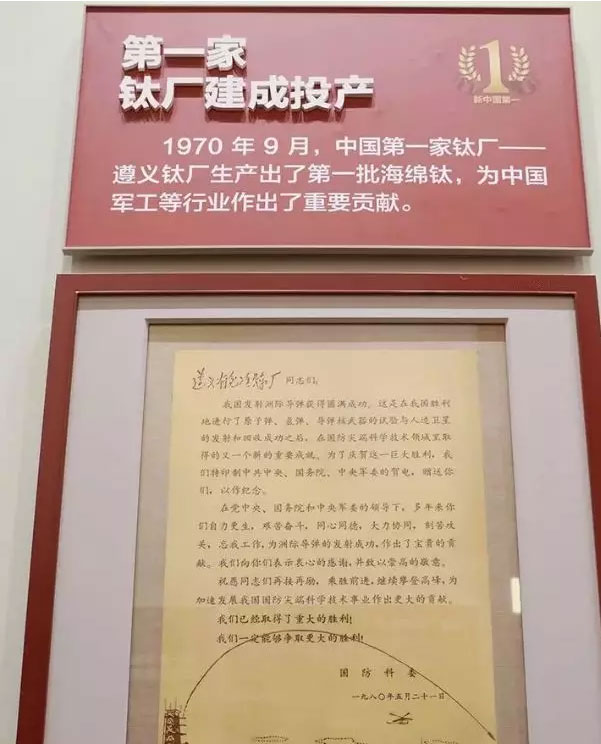 第一家
钛厂建成投产
1
新中国第一
1970 年 9 月，中国第一家钛厂——
遵义钛厂生产出了第一批海绵钛，为中国
军工等行业作出了重要贡献。
遵义有色冶炼厂 同志们：
我国发射洲际导弹获得圆满成功。这是在我国胜利
地进行了原子弹、氢弹、导弹核武器的试验与人造卫星
的发射和回收成功之后，在国防尖端科学技术领域里取
得的又一个新的重要成就。为了庆贺这一巨大胜利，我
们特印制中共中央、国务院、中央军委的贺电，赠送你
们，以作纪念。
在党中央、国务院和中央军委的领导下，多年来你
们自力更生，艰苦奋斗，同心同德，大力协同，刻苦攻
关，忘我工作，为洲际导弹的发射成功，作出了宝贵的贡
献。我们向你们表示衷心的感谢，并致以崇高的敬意。
祝愿同志们再接再励，乘胜前进，继续攀登高峰，为
加速发展我国国防尖端科学技术事业作出更大的贡献。
我们已经取得了重大的胜利！
我们一定能够争取更大的胜利！
国防科委
一九八〇年五月二十一日